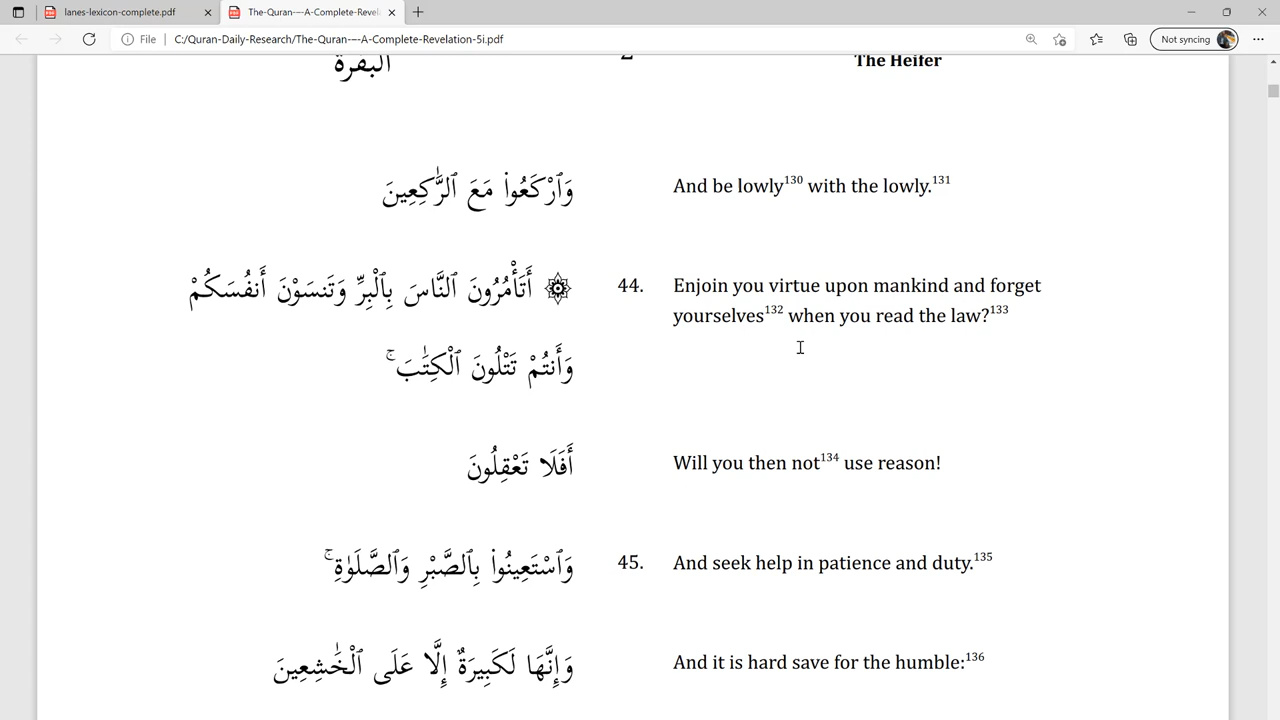 lanes-lexicon-complete.pdf
The-Quran-—A-Complete-Revel
File
C:/Quran-Daily-Research/The-Quran-—A-Complete-Revelation-5i.pdf
Not syncing
البقرة
2
The Heifer
وَٱرْكَعُوا۟ مَعَ ٱلرَّٰكِعِينَ
And be lowly130 with the lowly.131
۞ أَتَأْمُرُونَ ٱلنَّاسَ بِٱلْبِرِّ وَتَنسَوْنَ أَنفُسَكُمْ
44. Enjoin you virtue upon mankind and forget
yourselves132 when you read the law?133
وَأَنتُمْ تَتْلُونَ ٱلْكِتَٰبَ ۚ
أَفَلَا تَعْقِلُونَ
Will you then not134 use reason!
وَٱسْتَعِينُوا۟ بِٱلصَّبْرِ وَٱلصَّلَوٰةِ ۚ
45. And seek help in patience and duty.135
وَإِنَّهَا لَكَبِيرَةٌ إِلَّا عَلَى ٱلْخَٰشِعِينَ
And it is hard save for the humble:136